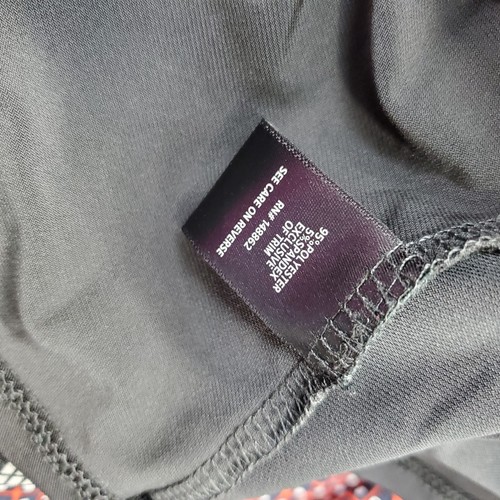 95% POLYESTER
5% SPANDEX
EXCLUSIVE
OF TRIM
RN# 148862
SEE CARE ON REVERSE